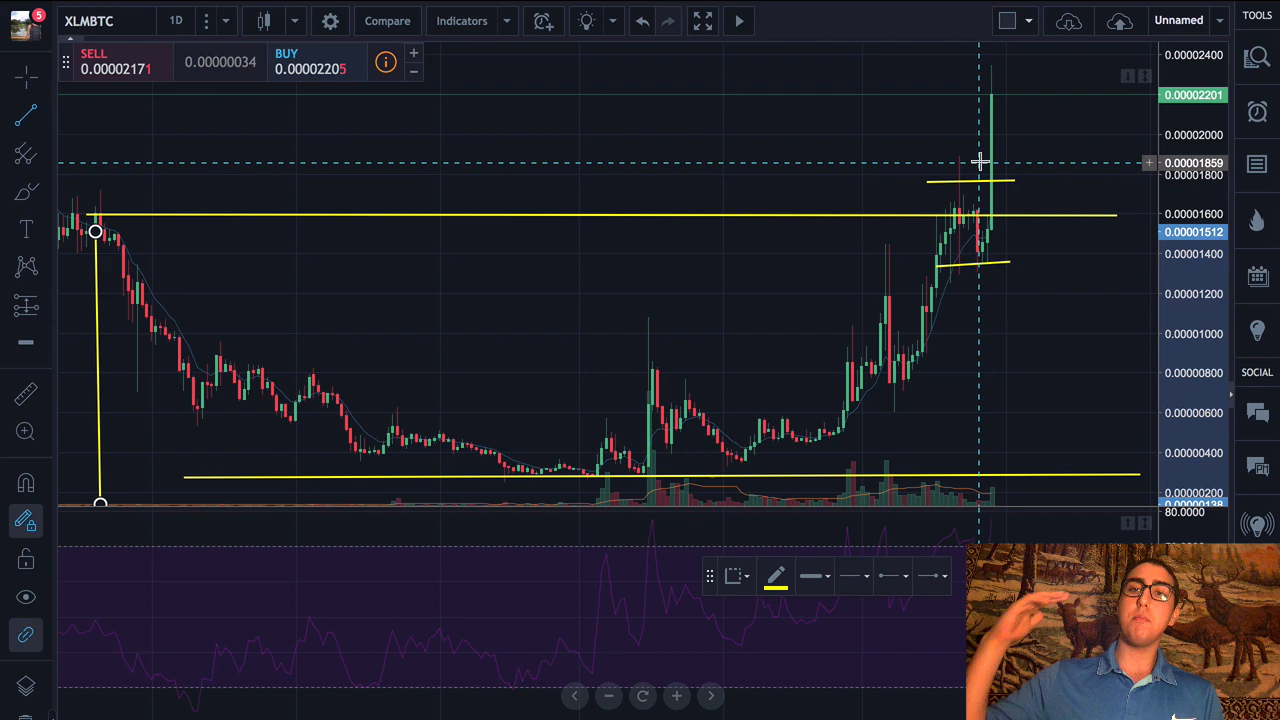 5
XLMBTC
1D
Compare
Indicators
Unnamed
TOOLS
SELL
0.00002171
0.00000034
BUY
0.00002205
0.00002400
0.00002201
0.00002000
0.00001859
0.00001800
0.00001600
0.00001512
0.00001400
0.00001200
0.00001000
0.00000800
0.00000600
0.00000400
0.00000200
0.00000138
80.0000
SOCIAL